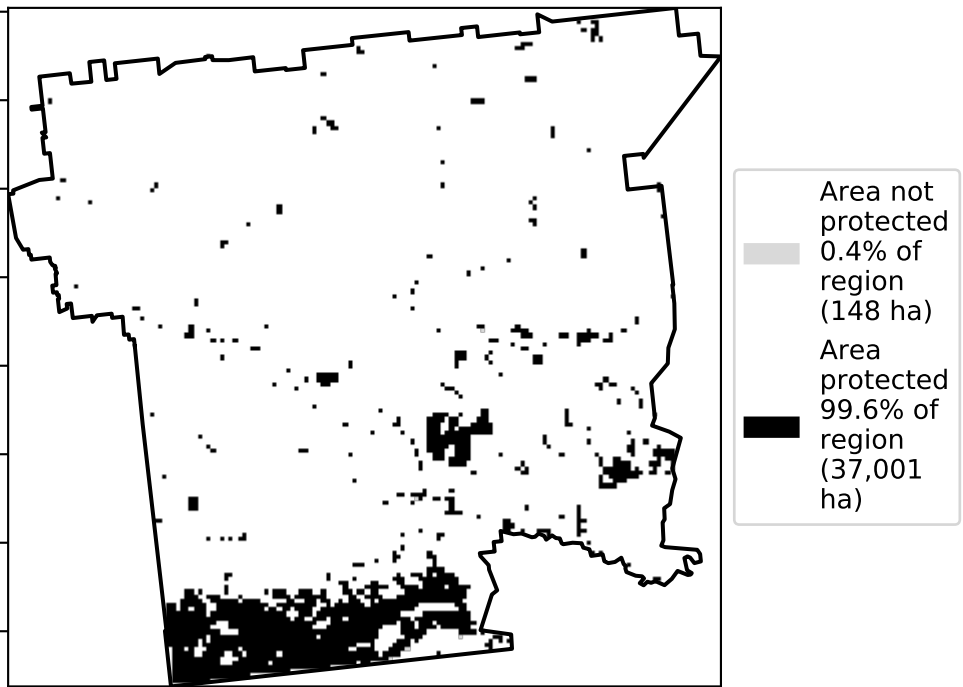 Area not
protected
0.4% of
region
(148 ha)
Area
protected
99.6% of
region
(37,001
ha)